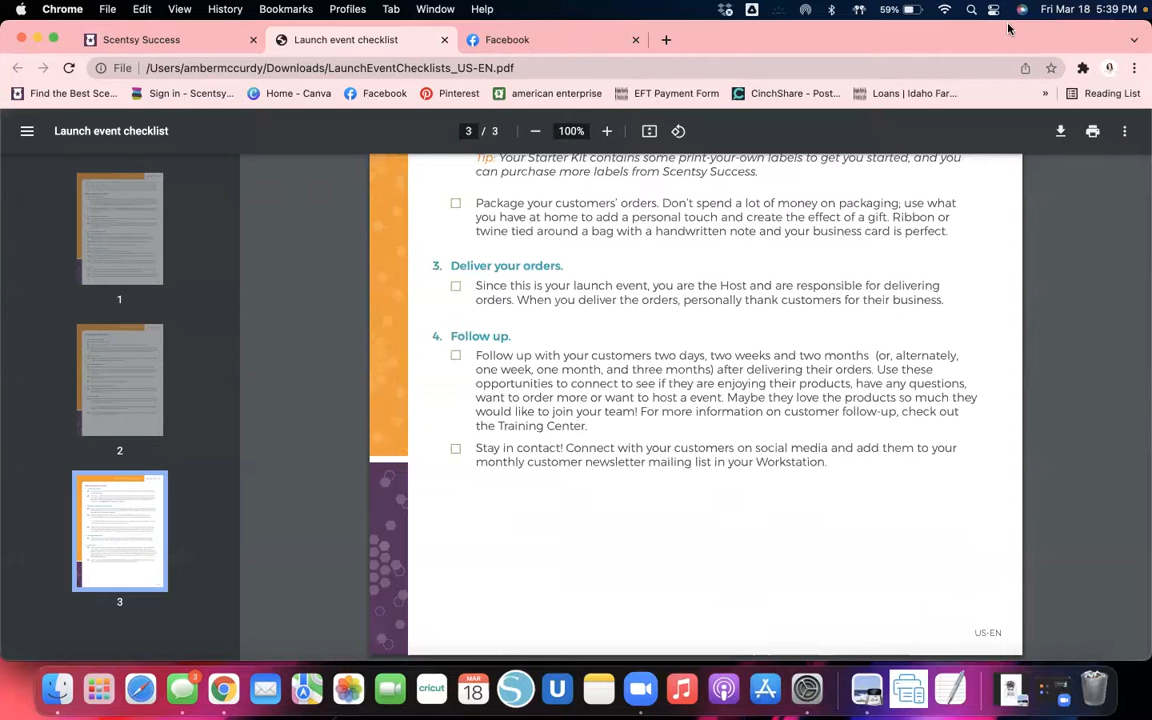 Chrome File Edit View History Bookmarks Profiles Tab Window Help 59% Fri Mar 18 5:39 PM
Scentsy Success Launch event checklist Facebook
File /Users/ambermccurdy/Downloads/LaunchEventChecklists_US-EN.pdf
Find the Best Sce... Sign in - Scentsy... Home - Canva Facebook Pinterest american enterprise EFT Payment Form CinchShare - Post... Loans | Idaho Far... » Reading List
Launch event checklist 3 / 3 100%
Tip: Your Starter Kit contains some print-your-own labels to get you started, and you
can purchase more labels from Scentsy Success.
Package your customers' orders. Don't spend a lot of money on packaging; use what
you have at home to add a personal touch and create the effect of a gift. Ribbon or
twine tied around a bag with a handwritten note and your business card is perfect.
3. Deliver your orders.
Since this is your launch event, you are the Host and are responsible for delivering
orders. When you deliver the orders, personally thank customers for their business.
4. Follow up.
Follow up with your customers two days, two weeks and two months (or, alternately,
one week, one month, and three months) after delivering their orders. Use these
opportunities to connect to see if they are enjoying their products, have any questions,
want to order more or want to host a event. Maybe they love the products so much they
would like to join your team! For more information on customer follow-up, check out
the Training Center.
Stay in contact! Connect with your customers on social media and add them to your
monthly customer newsletter mailing list in your Workstation.
US-EN
1
2
3
3
cricut
MAR
18
S
U